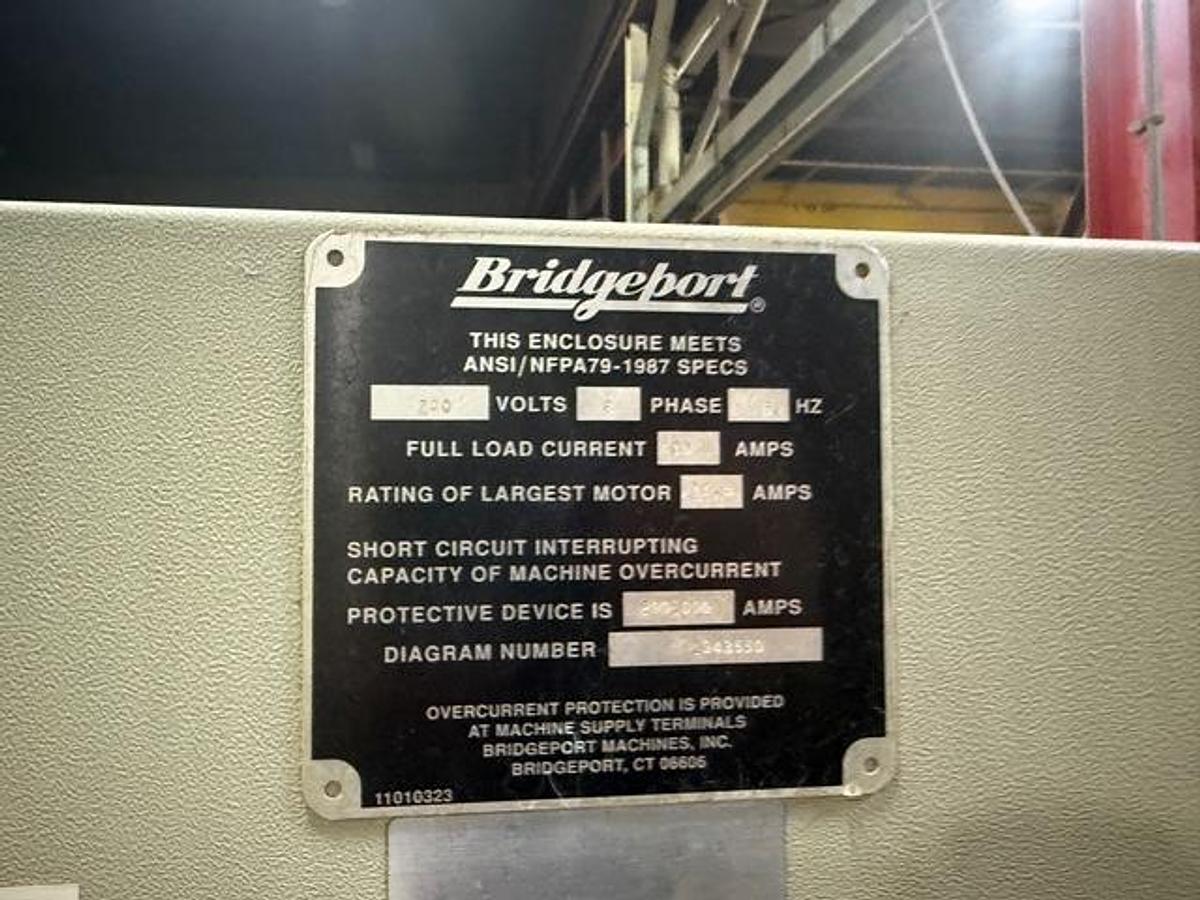 Bridgeport®
THIS ENCLOSURE MEETS
ANSI/NFPA79-1987 SPECS
VOLTS PHASE HZ
FULL LOAD CURRENT AMPS
RATING OF LARGEST MOTOR AMPS
SHORT CIRCUIT INTERRUPTING
CAPACITY OF MACHINE OVERCURRENT
PROTECTIVE DEVICE IS AMPS
DIAGRAM NUMBER
OVERCURRENT PROTECTION IS PROVIDED
AT MACHINE SUPPLY TERMINALS
BRIDGEPORT MACHINES, INC.
BRIDGEPORT, CT 06606
11010323